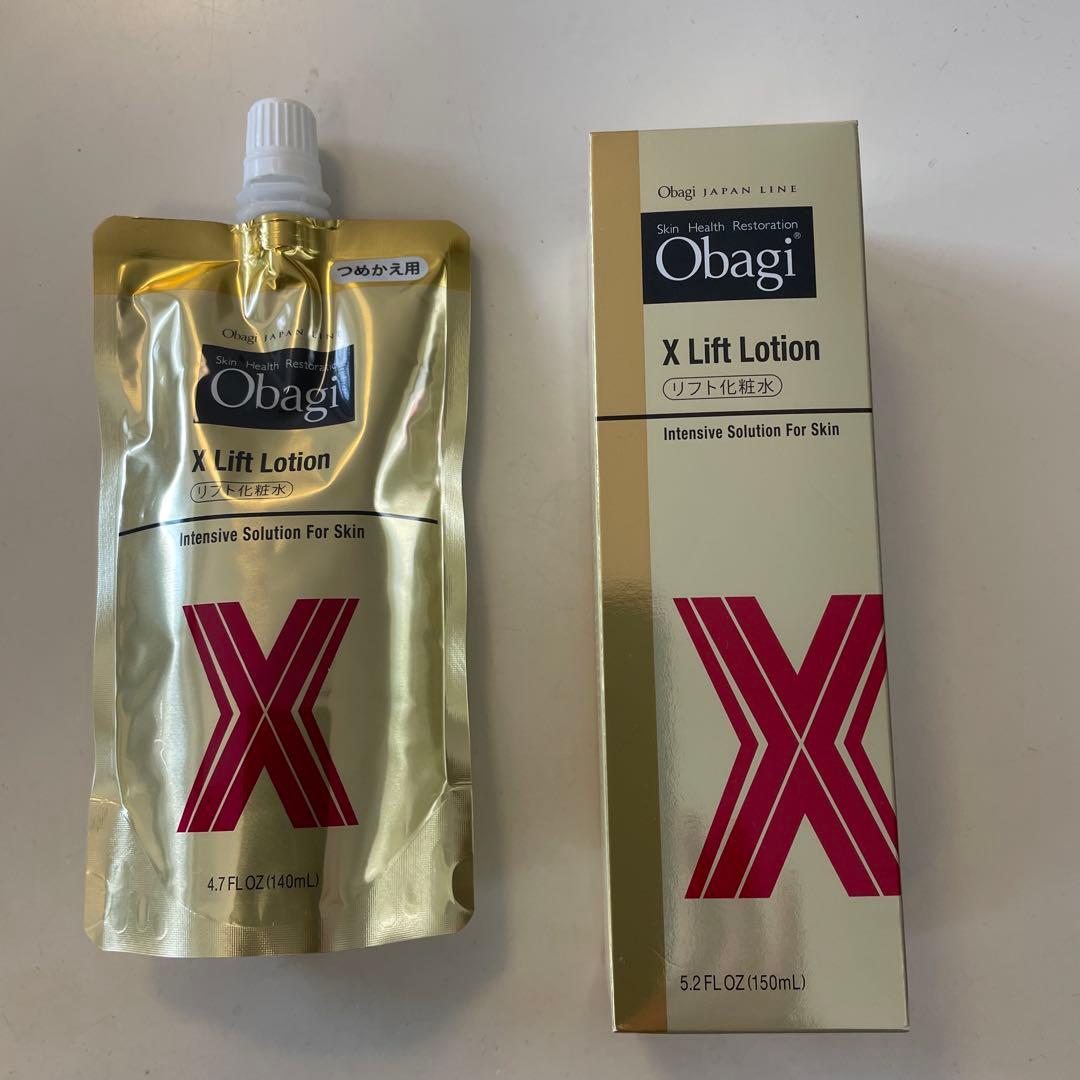 つめかえ用
Obagi JAPAN LINE
Skin Health Restoration
Obagi
X Lift Lotion
リフト化粧水
Intensive Solution For Skin
X
4.7 FL OZ (140mL)
Obagi JAPAN LINE
Skin Health Restoration
Obagi®
X Lift Lotion
リフト化粧水
Intensive Solution For Skin
X
5.2 FL OZ (150mL)